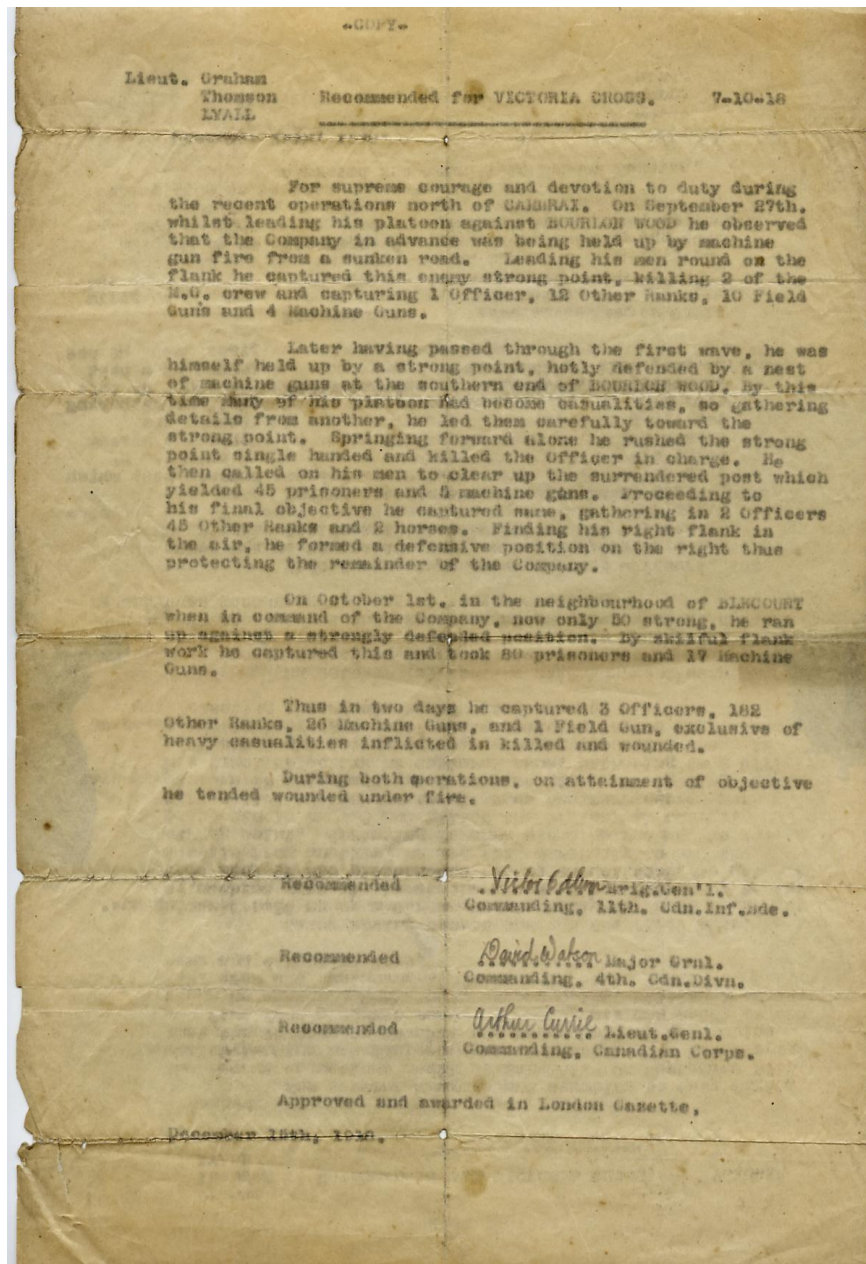 -COPY-
Lieut. Graham
Thomson Recommended for VICTORIA CROSS. 7-10-18
LYALL
For supreme courage and devotion to duty during
the recent operations north of CAMBRAI. On September 27th.
whilst leading his platoon against BOURLON WOOD he observed
that the Company in advance was being held up by machine
gun fire from a sunken road. Leading his men round on the
flank he captured this enemy strong point, killing 2 of the
M.G. crew and capturing 1 Officer, 12 Other Ranks, 10 Field
Guns and 4 Machine Guns.
Later having passed through the first wave, he was
himself held up by a strong point, hotly defended by a nest
of machine guns at the southern end of BOURLON WOOD. By this
time many of his platoon had become casualities, so gathering
details from another, he led them carefully toward the
strong point. Springing forward alone he rushed the strong
point single handed and killed the Officer in charge. He
then called on his men to clear up the surrendered post which
yielded 45 prisoners and 5 machine guns. Proceeding to
his final objective he captured same, gathering in 2 Officers
45 Other Ranks and 2 horses. Finding his right flank in
the air, he formed a defensive position on the right thus
protecting the remainder of the Company.
On October 1st. in the neighbourhood of BLECOURT
when in command of the Company, now only 50 strong, he ran
up against a strongly defended position. By skilful flank
work he captured this and took 80 prisoners and 17 Machine
Guns.
Thus in two days he captured 3 Officers, 182
Other Ranks, 26 Machine Guns, and 1 Field Gun, exclusive of
heavy casualities inflicted in killed and wounded.
During both operations, on attainment of objective
he tended wounded under fire.
Recommended Victor Odlum Brig.Gen'l.
Commanding, 11th. Cdn.Inf.Bde.
Recommended David Watson Major Grnl.
Commanding, 4th. Cdn.Divn.
Recommended Arthur Currie Lieut.Genl.
Commanding, Canadian Corps.
Approved and awarded in London Gazette,
December 15th, 1918.